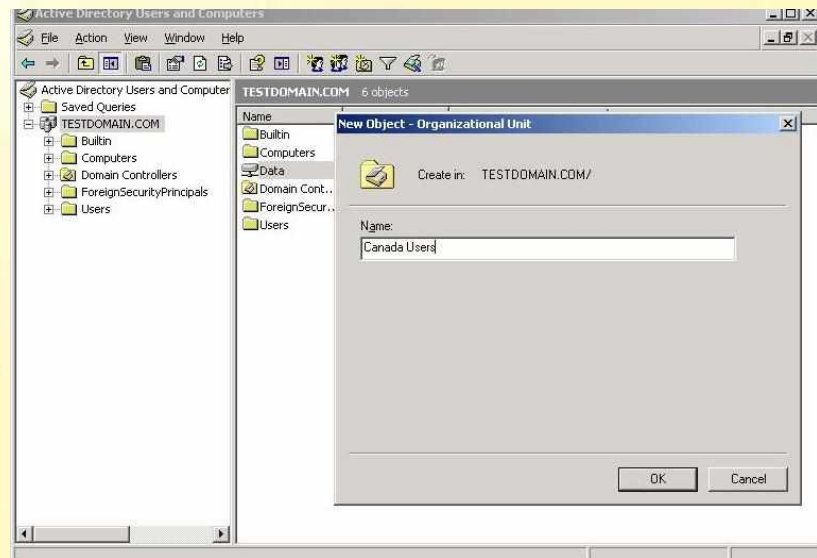 Active Directory Users and Computers
File Action View Window Help
Active Directory Users and Computer
Saved Queries
TESTDOMAIN.COM
Builtin
Computers
Domain Controllers
ForeignSecurityPrincipals
Users
TESTDOMAIN.COM 6 objects
Name
Builtin
Computers
Data
Domain Cont...
ForeignSecur...
Users
New Object - Organizational Unit
Create in: TESTDOMAIN.COM/
Name:
Canada Users
OK Cancel